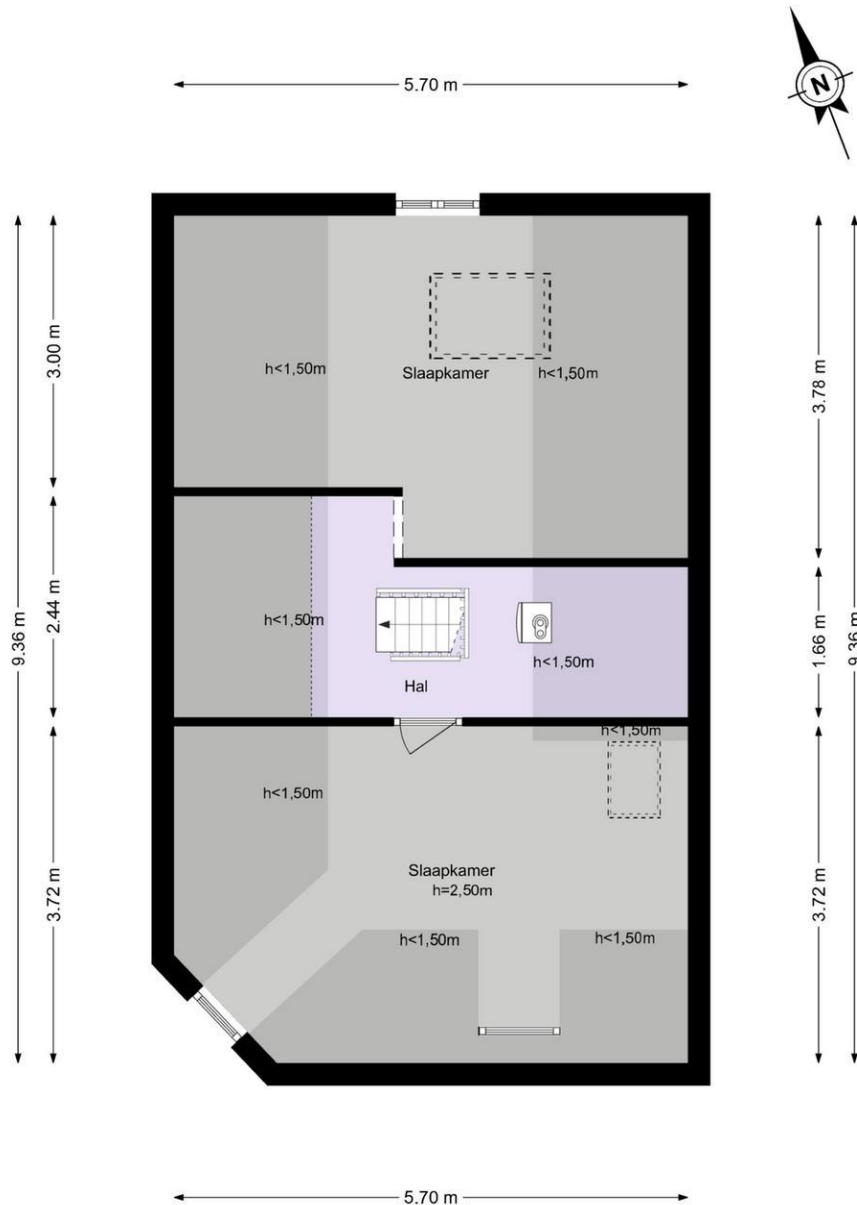 N
5.70 m
3.00 m
3.78 m
h<1,50m
Slaapkamer
h<1,50m
9.36 m
2.44 m
h<1,50m
1.66 m
9.36 m
h<1,50m
Hal
h<1,50m
h<1,50m
Slaapkamer
h=2,50m
3.72 m
3.72 m
h<1,50m
h<1,50m
5.70 m